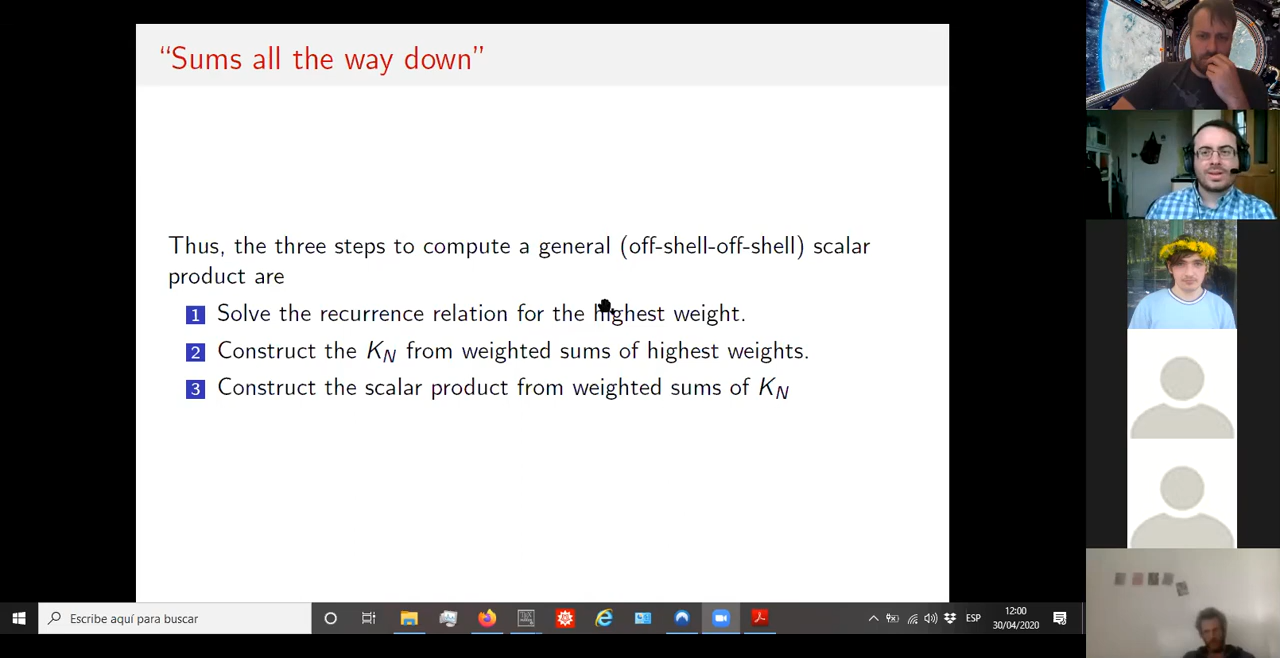 “Sums all the way down”
Thus, the three steps to compute a general (off-shell-off-shell) scalar
product are
1 Solve the recurrence relation for the highest weight.
2 Construct the K_N from weighted sums of highest weights.
3 Construct the scalar product from weighted sums of K_N
Escribe aquí para buscar
ESP
12:00
30/04/2020